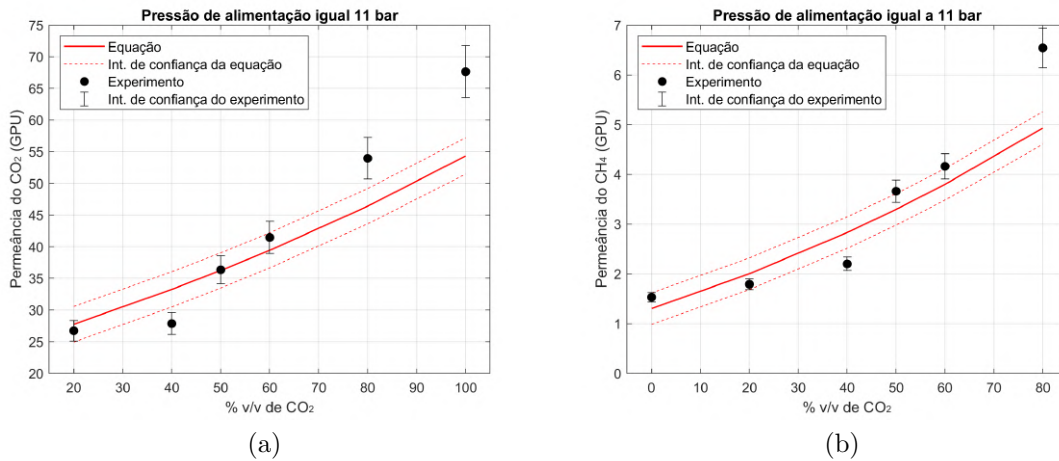 Pressão de alimentação igual 11 bar
75
70
65
60
55
50
45
40
35
30
25
20
Permeância do CO₂ (GPU)
Equação
Int. de confiança da equação
Experimento
Int. de confiança do experimento
20 30 40 50 60 70 80 90 100
% v/v de CO₂
(a)
Pressão de alimentação igual a 11 bar
7
6
5
4
3
2
1
0
Permeância do CH₄ (GPU)
Equação
Int. de confiança da equação
Experimento
Int. de confiança do experimento
0 10 20 30 40 50 60 70 80
% v/v de CO₂
(b)